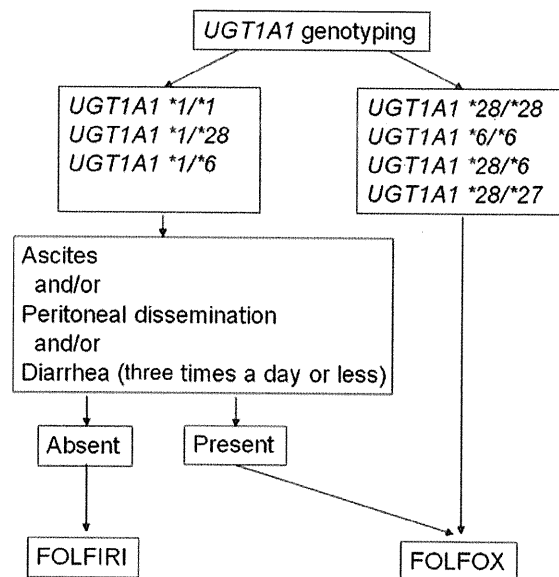 UGT1A1 genotyping
UGT1A1 *1/*1
UGT1A1 *1/*28
UGT1A1 *1/*6
UGT1A1 *28/*28
UGT1A1 *6/*6
UGT1A1 *28/*6
UGT1A1 *28/*27
Ascites
and/or
Peritoneal dissemination
and/or
Diarrhea (three times a day or less)
Absent
Present
FOLFIRI
FOLFOX